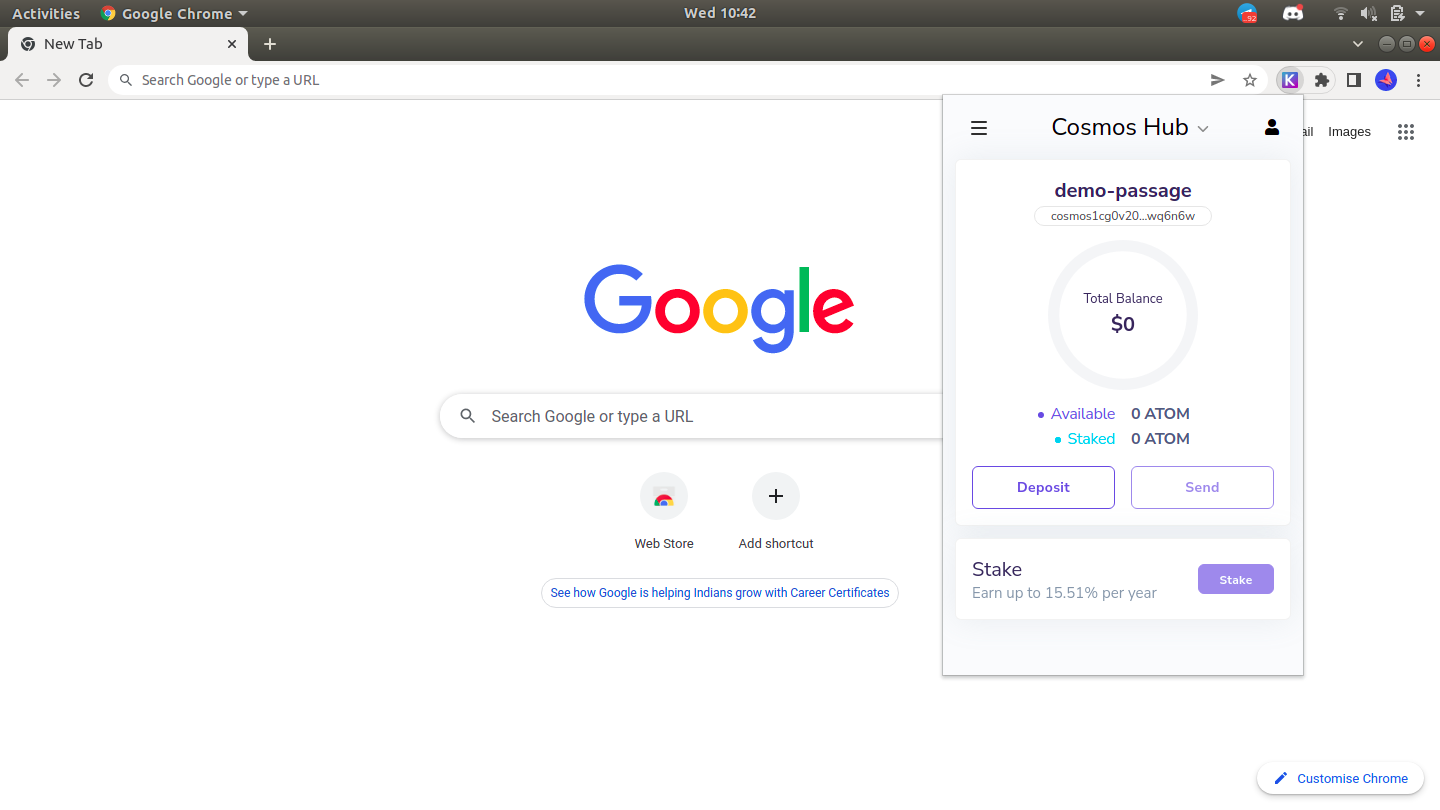 Activities Google Chrome Wed 10:42 92
New Tab
Search Google or type a URL K
Cosmos Hub
ail Images
demo-passage
cosmos1cg0v20...wq6n6w
Google
Total Balance
$0
Search Google or type a URL
Available 0 ATOM
Staked 0 ATOM
Deposit Send
Web Store Add shortcut
See how Google is helping Indians grow with Career Certificates
Stake
Earn up to 15.51% per year
Stake
Customise Chrome